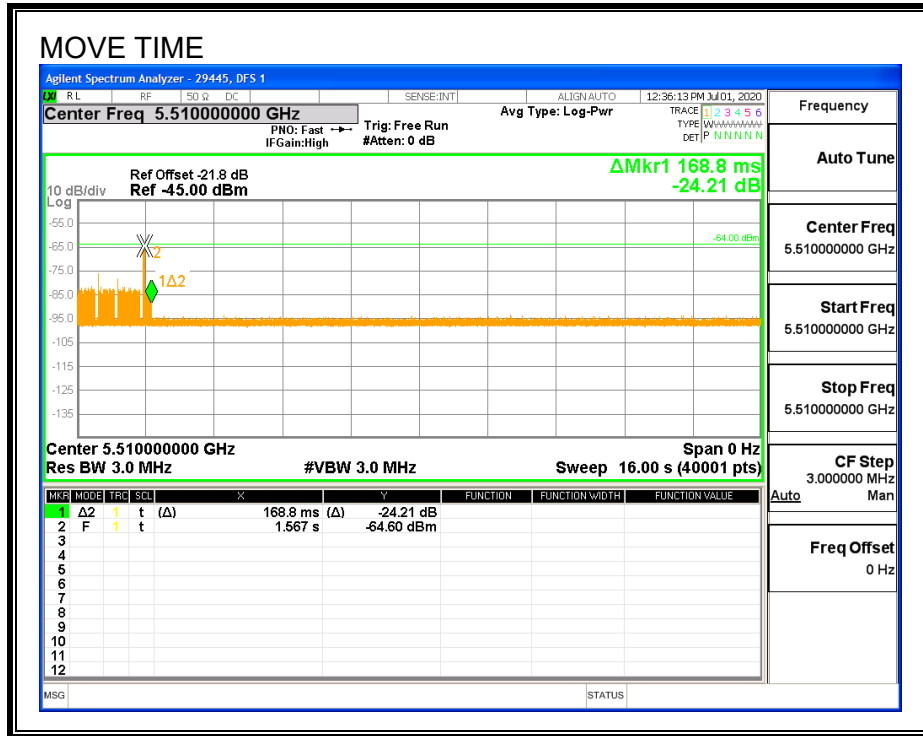 MOVE TIME
Agilent Spectrum Analyzer - 29445, DFS 1
LXI RL RF 50 Ω DC SENSE:INT ALIGN AUTO 12:36:13 PM Jul 01, 2020
Center Freq 5.510000000 GHz
Avg Type: Log-Pwr
TRACE 1 2 3 4 5 6
TYPE WWWWWW
DET P N N N N N
PNO: Fast
IFGain:High
Trig: Free Run
#Atten: 0 dB
ΔMkr1 168.8 ms
-24.21 dB
Ref Offset -21.8 dB
10 dB/div Ref -45.00 dBm
Log
-55.0
-65.0
-75.0
-85.0
-95.0
-105
-115
-125
-135
-64.00 dBm
2
1Δ2
Center 5.510000000 GHz Span 0 Hz
Res BW 3.0 MHz #VBW 3.0 MHz Sweep 16.00 s (40001 pts)
MKR MODE TRC SCL X Y FUNCTION FUNCTION WIDTH FUNCTION VALUE
1 Δ2 1 t (Δ) 168.8 ms (Δ) -24.21 dB
2 F 1 t 1.567 s -64.60 dBm
3
4
5
6
7
8
9
10
11
12
MSG STATUS
Frequency
Auto Tune
Center Freq
5.510000000 GHz
Start Freq
5.510000000 GHz
Stop Freq
5.510000000 GHz
CF Step
3.000000 MHz
Auto Man
Freq Offset
0 Hz